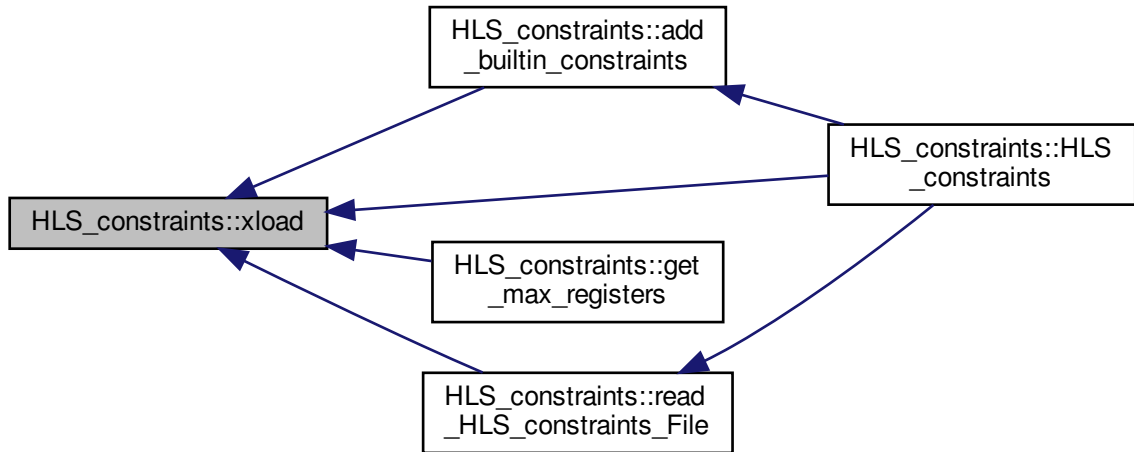 HLS_constraints::add
_builtin_constraints
HLS_constraints::HLS
_constraints
HLS_constraints::xload
HLS_constraints::get
_max_registers
HLS_constraints::read
_HLS_constraints_File